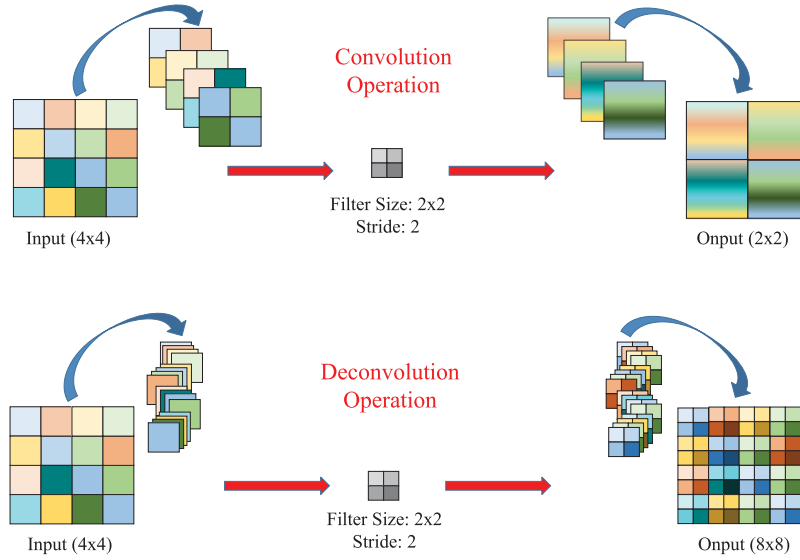 Convolution
Operation
Filter Size: 2x2
Stride: 2
Input (4x4)
Onput (2x2)
Deconvolution
Operation
Filter Size: 2x2
Stride: 2
Input (4x4)
Onput (8x8)